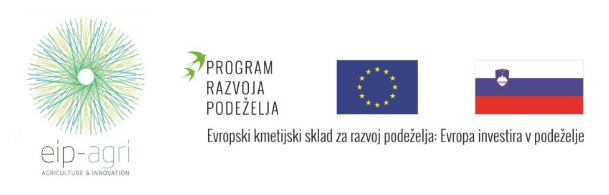 eip-agri
AGRICULTURE & INNOVATION
PROGRAM
RAZVOJA
PODEŽELJA
Evropski kmetijski sklad za razvoj podeželja: Evropa investira v podeželje